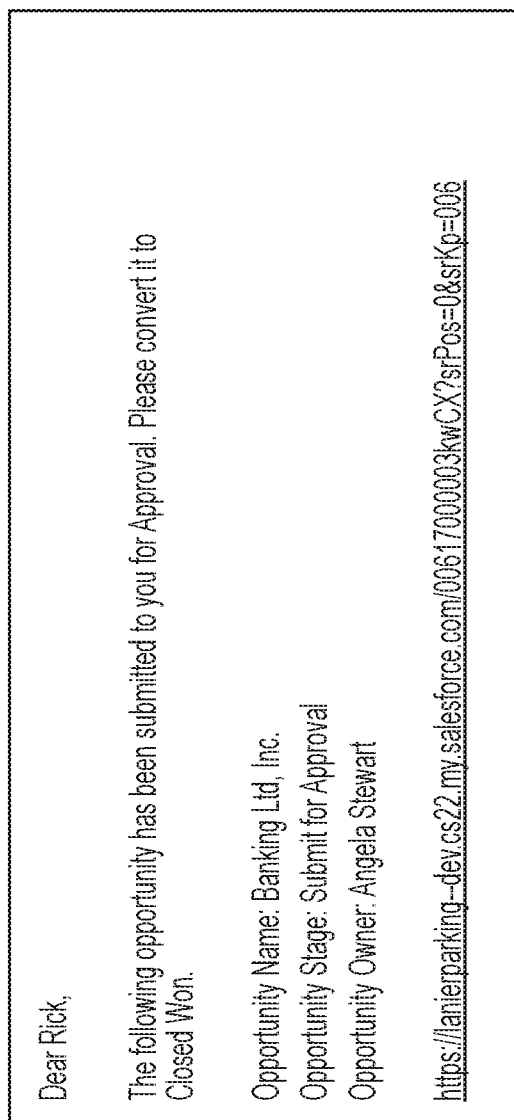 Dear Rick,
The following opportunity has been submitted to you for Approval. Please convert it to
Closed Won.
Opportunity Name: Banking Ltd, Inc.
Opportunity Stage: Submit for Approval
Opportunity Owner: Angela Stewart
https://lanierparking--dev.cs22.my.salesforce.com/00617000003kwCX?srPos=0&srKp=006